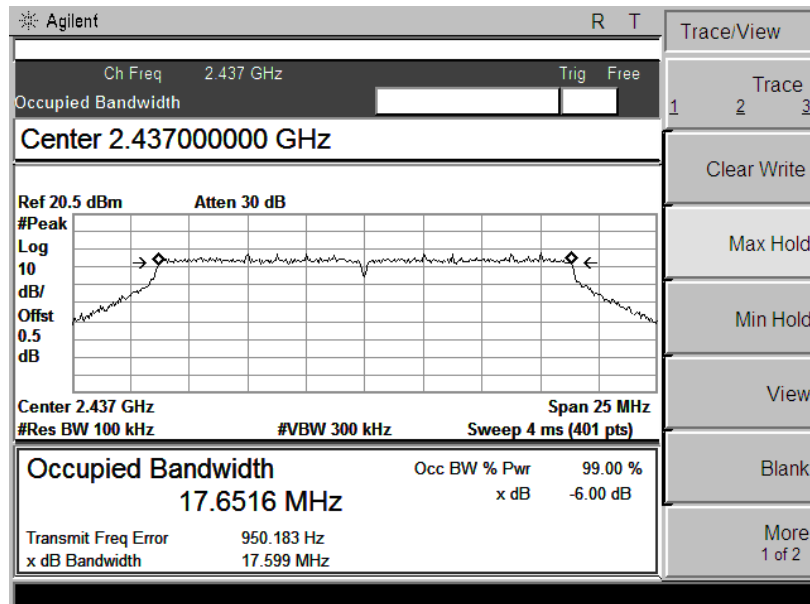 Agilent R T
Trace/View
Ch Freq 2.437 GHz Trig Free
Occupied Bandwidth
Trace
1 2 3
Center 2.437000000 GHz
Clear Write
Ref 20.5 dBm Atten 30 dB
#Peak
Log
10
dB/
Offst
0.5
dB
Max Hold
Min Hold
View
Center 2.437 GHz Span 25 MHz
#Res BW 100 kHz #VBW 300 kHz Sweep 4 ms (401 pts)
Occupied Bandwidth
17.6516 MHz
Occ BW % Pwr 99.00 %
x dB -6.00 dB
Transmit Freq Error 950.183 Hz
x dB Bandwidth 17.599 MHz
Blank
More
1 of 2